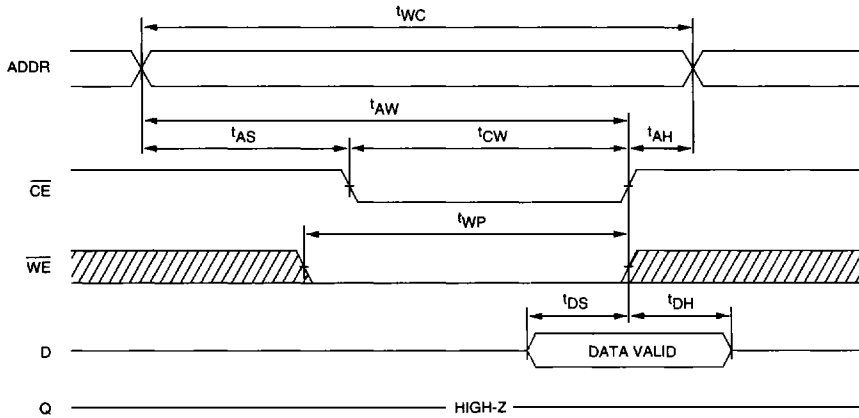 tWC
ADDR
tAW
tAS tCW tAH
CE
tWP
WE
tDS tDH
D DATA VALID
Q HIGH-Z